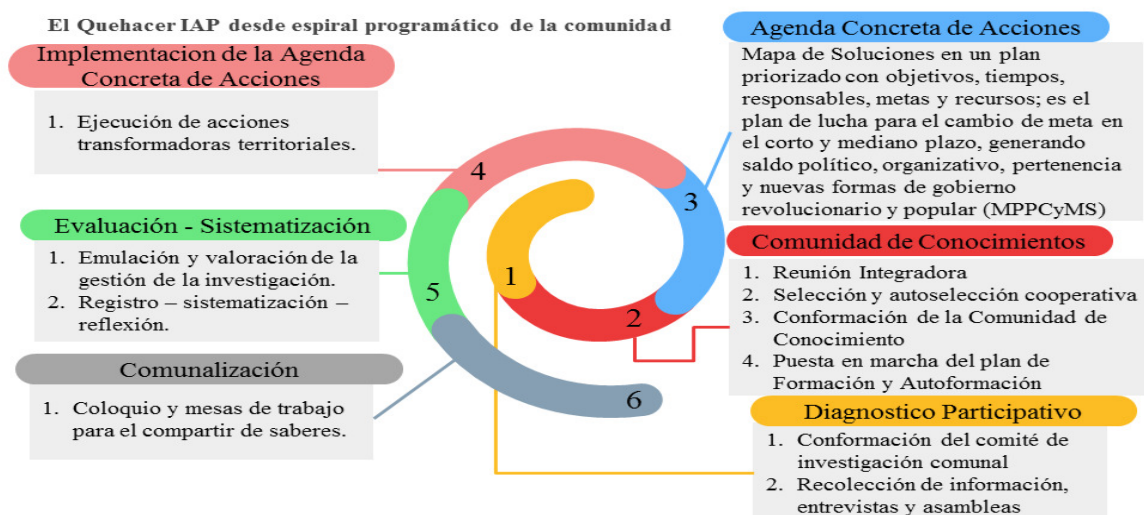 El Quehacer IAP desde espiral programático de la comunidad
Implementacion de la Agenda
Concreta de Acciones
1. Ejecución de acciones
transformadoras territoriales.
Evaluación - Sistematización
1. Emulación y valoración de la
gestión de la investigación.
2. Registro – sistematización –
reflexión.
Comunalización
1. Coloquio y mesas de trabajo
para el compartir de saberes.
4
3
1
5
2
6
Agenda Concreta de Acciones
Mapa de Soluciones en un plan
priorizado con objetivos, tiempos,
responsables, metas y recursos; es el
plan de lucha para el cambio de meta en
el corto y mediano plazo, generando
saldo político, organizativo, pertenencia
y nuevas formas de gobierno
revolucionario y popular (MPPCyMS)
Comunidad de Conocimientos
1. Reunión Integradora
2. Selección y autoselección cooperativa
3. Conformación de la Comunidad de
Conocimiento
4. Puesta en marcha del plan de
Formación y Autoformación
Diagnostico Participativo
1. Conformación del comité de
investigación comunal
2. Recolección de información,
entrevistas y asambleas